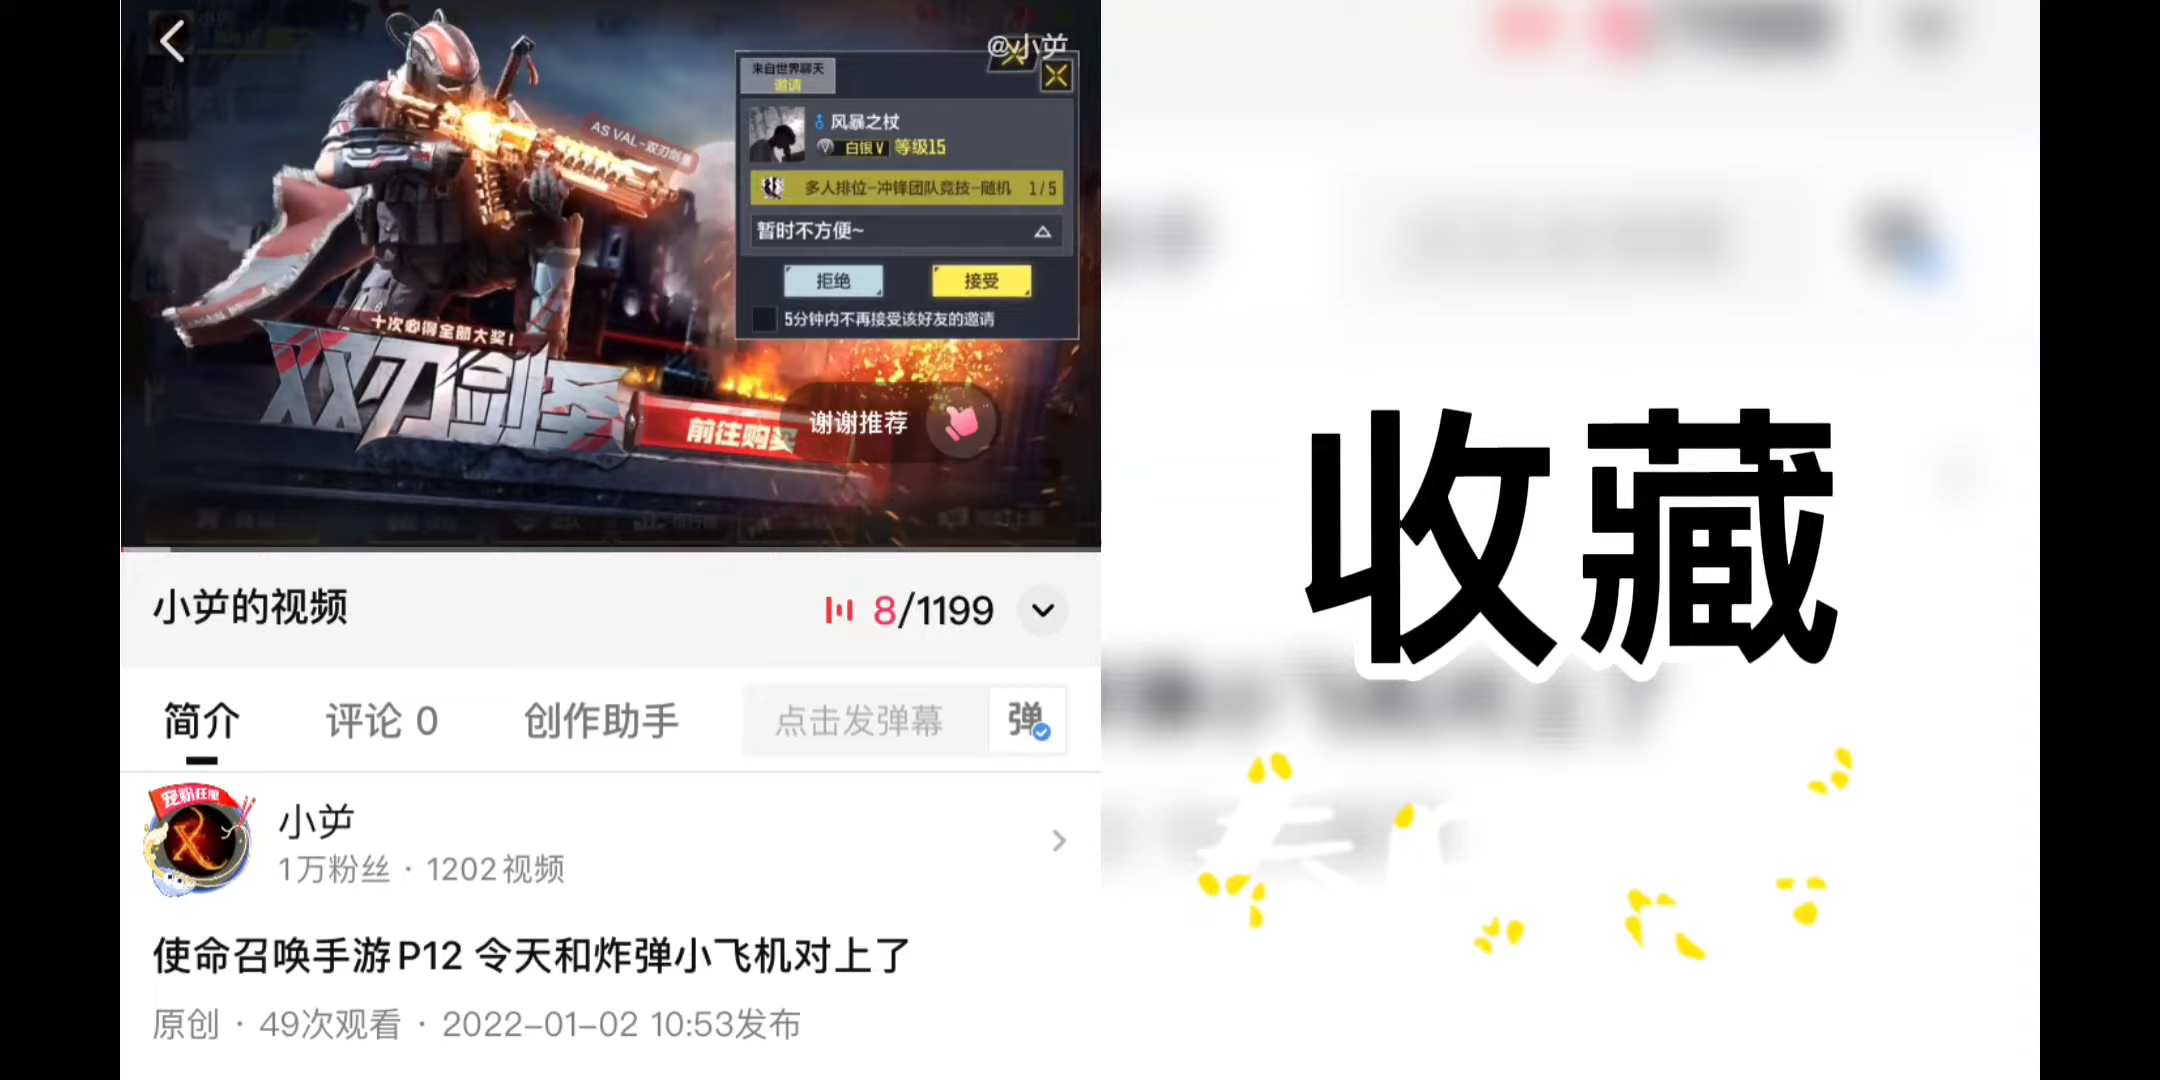 @小屰
来自世界聊天
邀请
风暴之杖
白银V 等级15
AS VAL-双刃剑圣
多人排位-冲锋团队竞技-随机 1/5
暂时不方便~
拒绝 接受
5分钟内不再接受该好友的邀请
十次必得全部大奖!
双刃剑圣
前往购买
谢谢推荐
小屰的视频 8/1199
简介 评论 0 创作助手 点击发弹幕 弹
宠粉狂魔
小屰
1万粉丝 · 1202视频
使命召唤手游P12 令天和炸弹小飞机对上了
原创 · 49次观看 · 2022-01-02 10:53发布
收藏